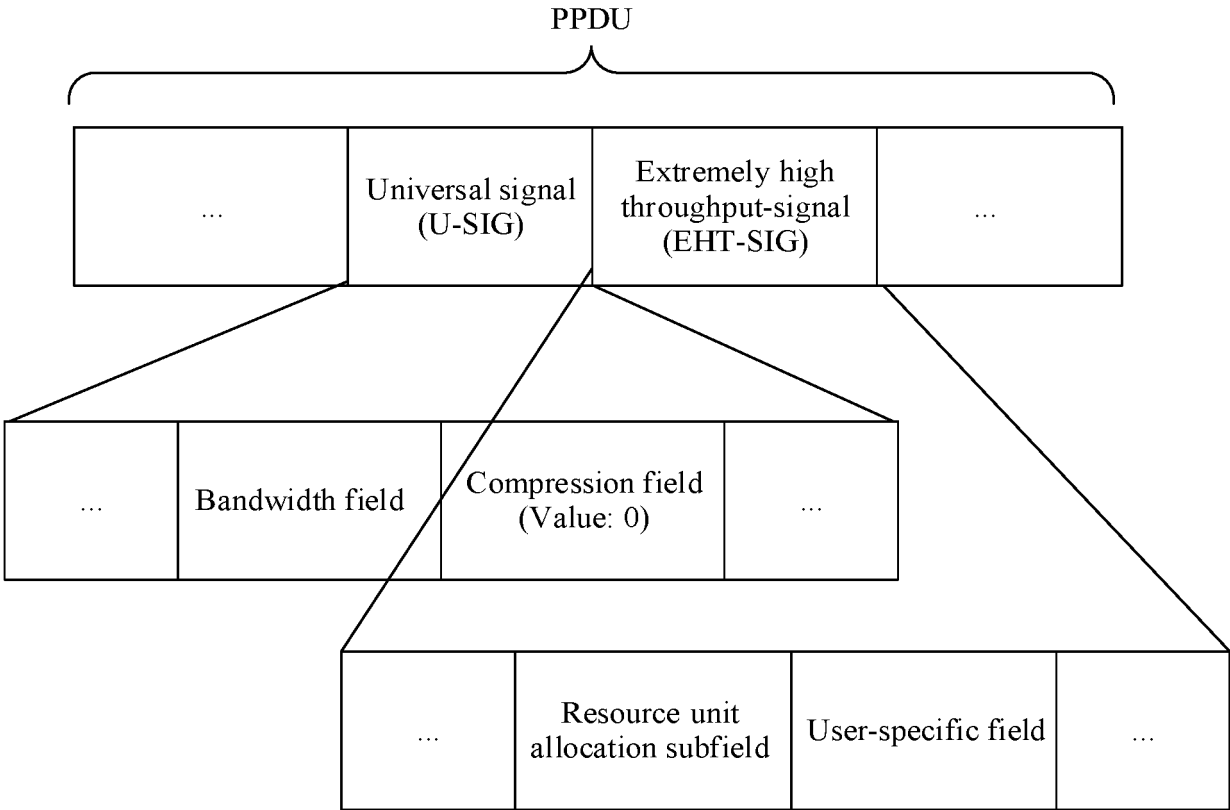 PPDU
...
Universal signal
(U-SIG)
Extremely high
throughput-signal
(EHT-SIG)
...
...
Bandwidth field
Compression field
(Value: 0)
...
...
Resource unit
allocation subfield
User-specific field
...